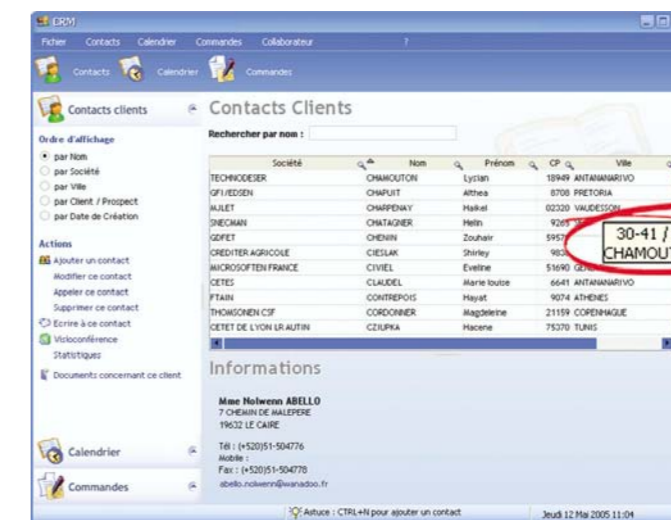 CRM
Fichier Contacts Calendrier Commandes Collaborateur ?
Contacts Calendrier Commandes
Contacts clients
Ordre d'affichage
par Nom
par Société
par Ville
par Client / Prospect
par Date de Création
Actions
Ajouter un contact
Modifier ce contact
Appeler ce contact
Supprimer ce contact
Ecrire à ce contact
Visioconférence
Statistiques
Documents concernant ce client
Calendrier
Commandes
Contacts Clients
Rechercher par nom :
Société Nom Prénom CP Ville
TECHNODESER CHAMOUTON Lyzian 18949 ANTANANARIVO
GFI/EDSEN CHAPUIT Althea 8708 PRETORIA
MJLET CHARPENAY Haikel 02320 VAUDESSON
SNECMAN CHATAGNER Helin 9265
GDFET CHENIN Zouhair 5957
CREDITER AGRICOLE CIESLAK Shirley 983
MICROSOFTEN FRANCE CIVIEL Eveline 51690
CETES CLAUDEL Marie louise 6641 ANTANANARIVO
FTAIN CONTREPOIS Hayat 9074 ATHENES
THOMSONEN CSF CORDONNER Magdeleine 21159 COPENHAGUE
CETET DE LYON LR AUTIN CZIUPKA Hacene 75370 TUNIS
30-41 /
CHAMOUT
Informations
Mme Nolwenn ABELLO
7 CHEMIN DE MALEPERE
19632 LE CAIRE
Tél : (+520)51-504776
Mobile :
Fax : (+520)51-504778
abello.nolwenn@wanadoo.fr
Astuce : CTRL+N pour ajouter un contact
Jeudi 12 Mai 2005 11:04